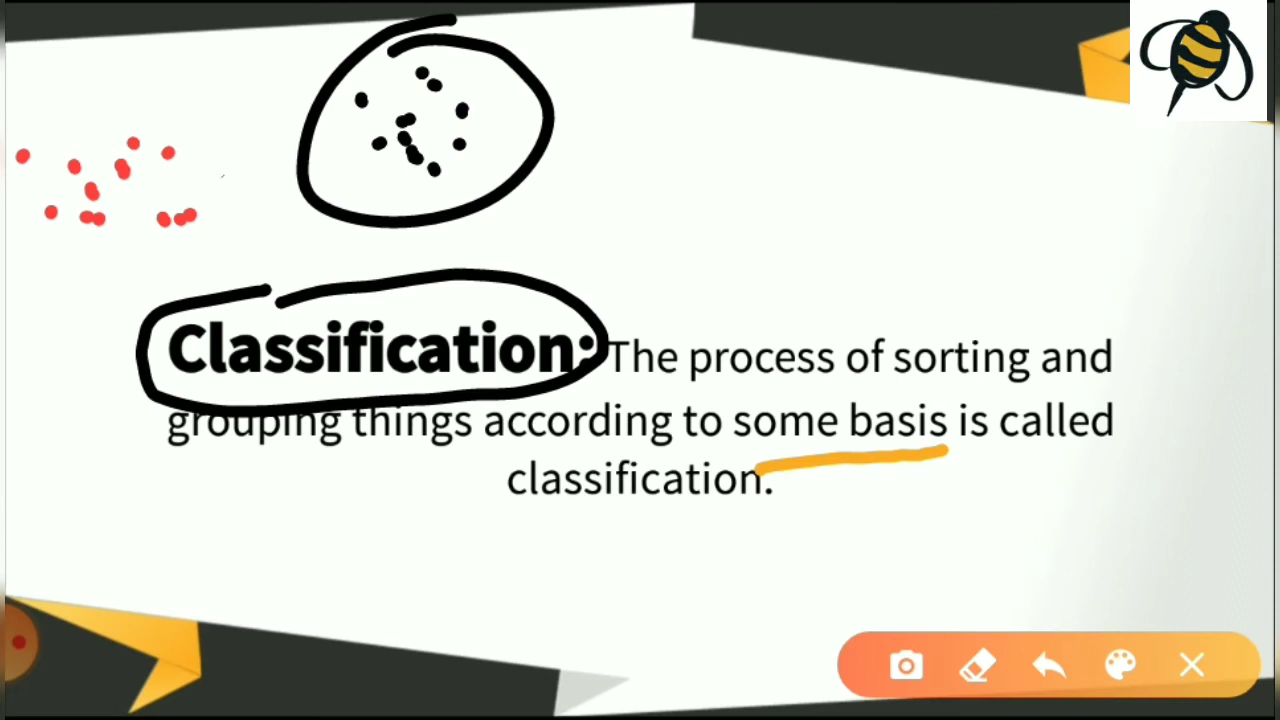 Classification: The process of sorting and
grouping things according to some basis is called
classification.